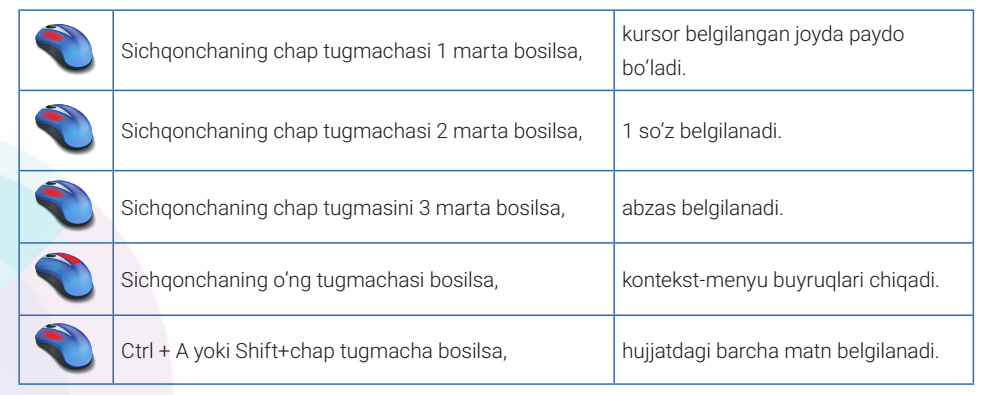 Sichqonchaning chap tugmachasi 1 marta bosilsa,
kursor belgilangan joyda paydo
bo‘ladi.
Sichqonchaning chap tugmachasi 2 marta bosilsa,
1 so‘z belgilanadi.
Sichqonchaning chap tugmasini 3 marta bosilsa,
abzas belgilanadi.
Sichqonchaning o‘ng tugmachasi bosilsa,
kontekst-menyu buyruqlari chiqadi.
Ctrl + A yoki Shift+chap tugmacha bosilsa,
hujjatdagi barcha matn belgilanadi.